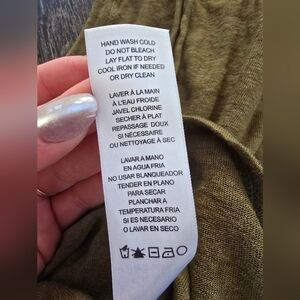 HAND WASH COLD
DO NOT BLEACH
LAY FLAT TO DRY
COOL IRON IF NEEDED
OR DRY CLEAN
LAVER À LA MAIN
À L'EAU FROIDE
JAVEL CHLORINE
SECHER À PLAT
REPASSAGE DOUX
SI NÉCESSAIRE
OU NETTOYAGE À SEC
LAVAR A MANO
EN AGUA FRIA
NO USAR BLANQUEADOR
TENDER EN PLANO
PARA SECAR
PLANCHAR A
TEMPERATURA FRIA
SI ES NECESARIO
O LAVAR EN SECO